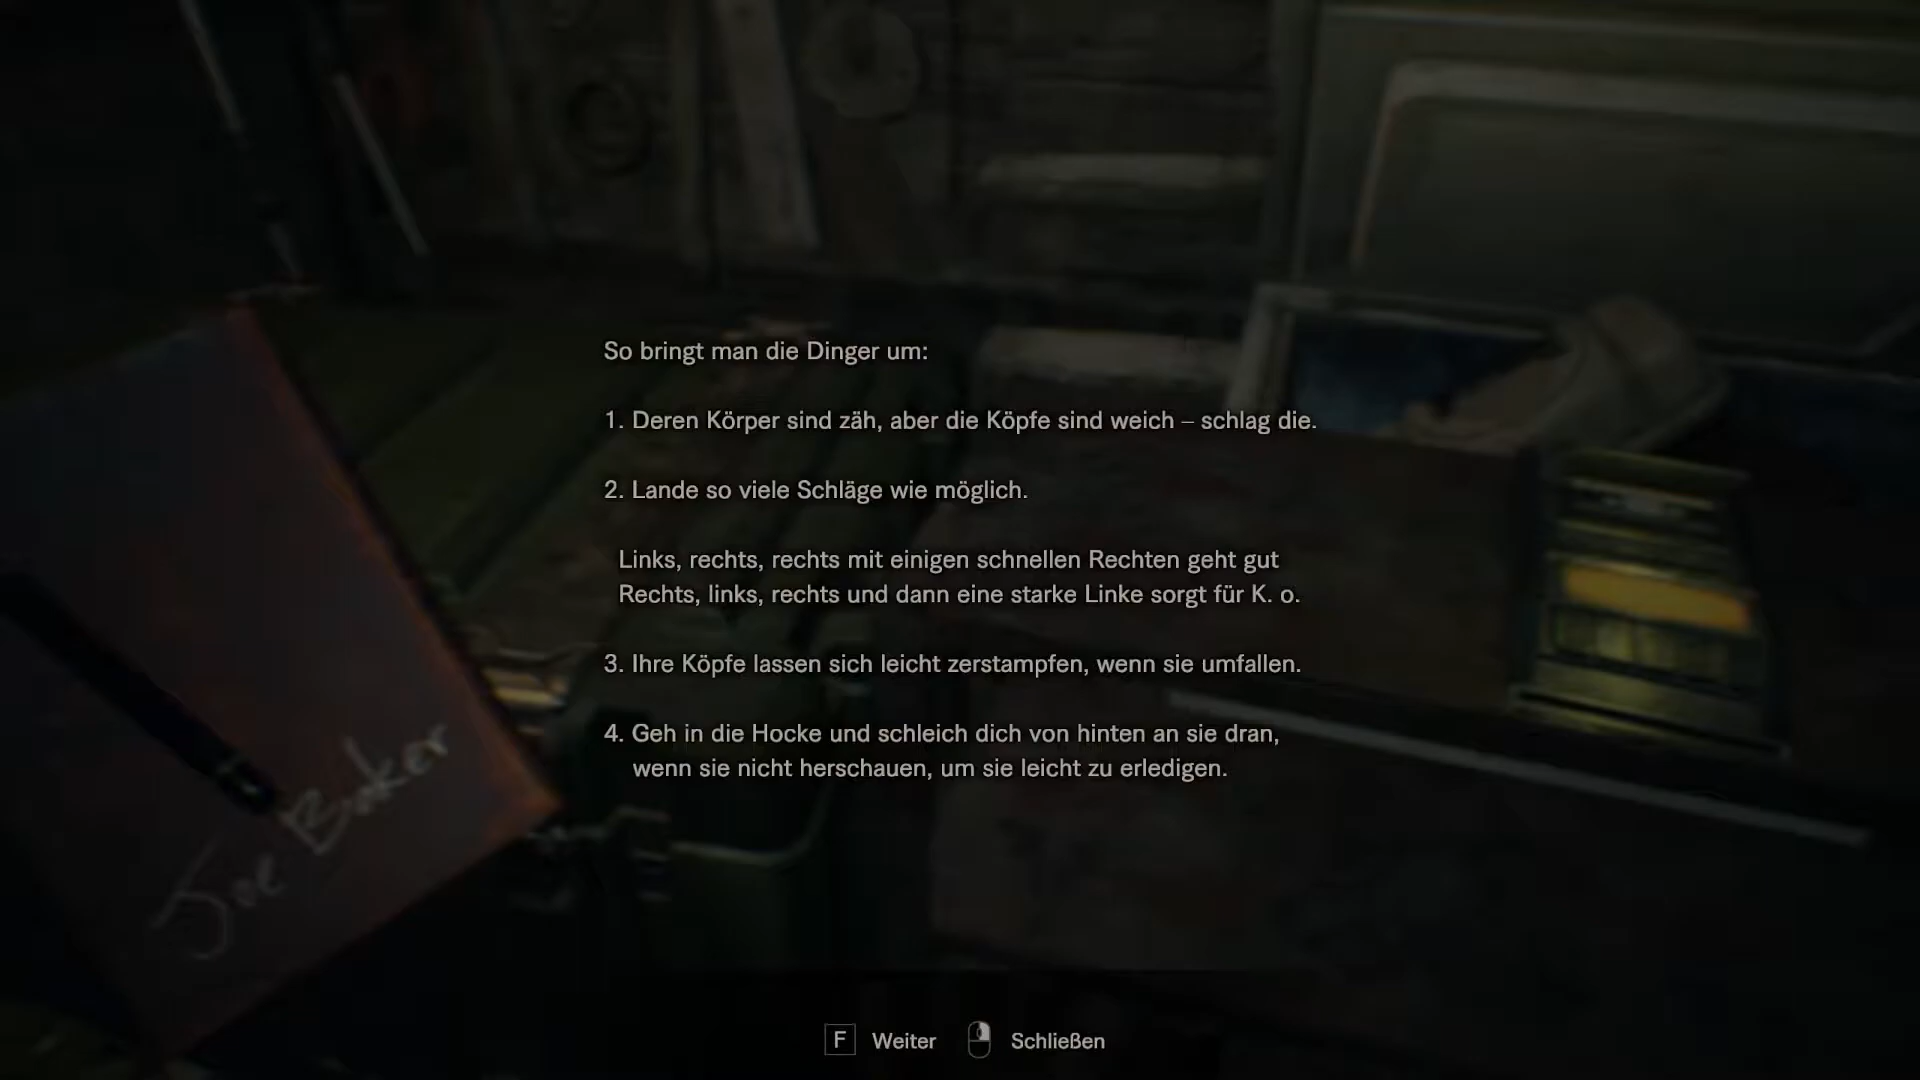 So bringt man die Dinger um:
1. Deren Körper sind zäh, aber die Köpfe sind weich – schlag die.
2. Lande so viele Schläge wie möglich.
Links, rechts, rechts mit einigen schnellen Rechten geht gut
Rechts, links, rechts und dann eine starke Linke sorgt für K. o.
3. Ihre Köpfe lassen sich leicht zerstampfen, wenn sie umfallen.
4. Geh in die Hocke und schleich dich von hinten an sie dran,
wenn sie nicht herschauen, um sie leicht zu erledigen.
Joe Baker
F Weiter Schließen